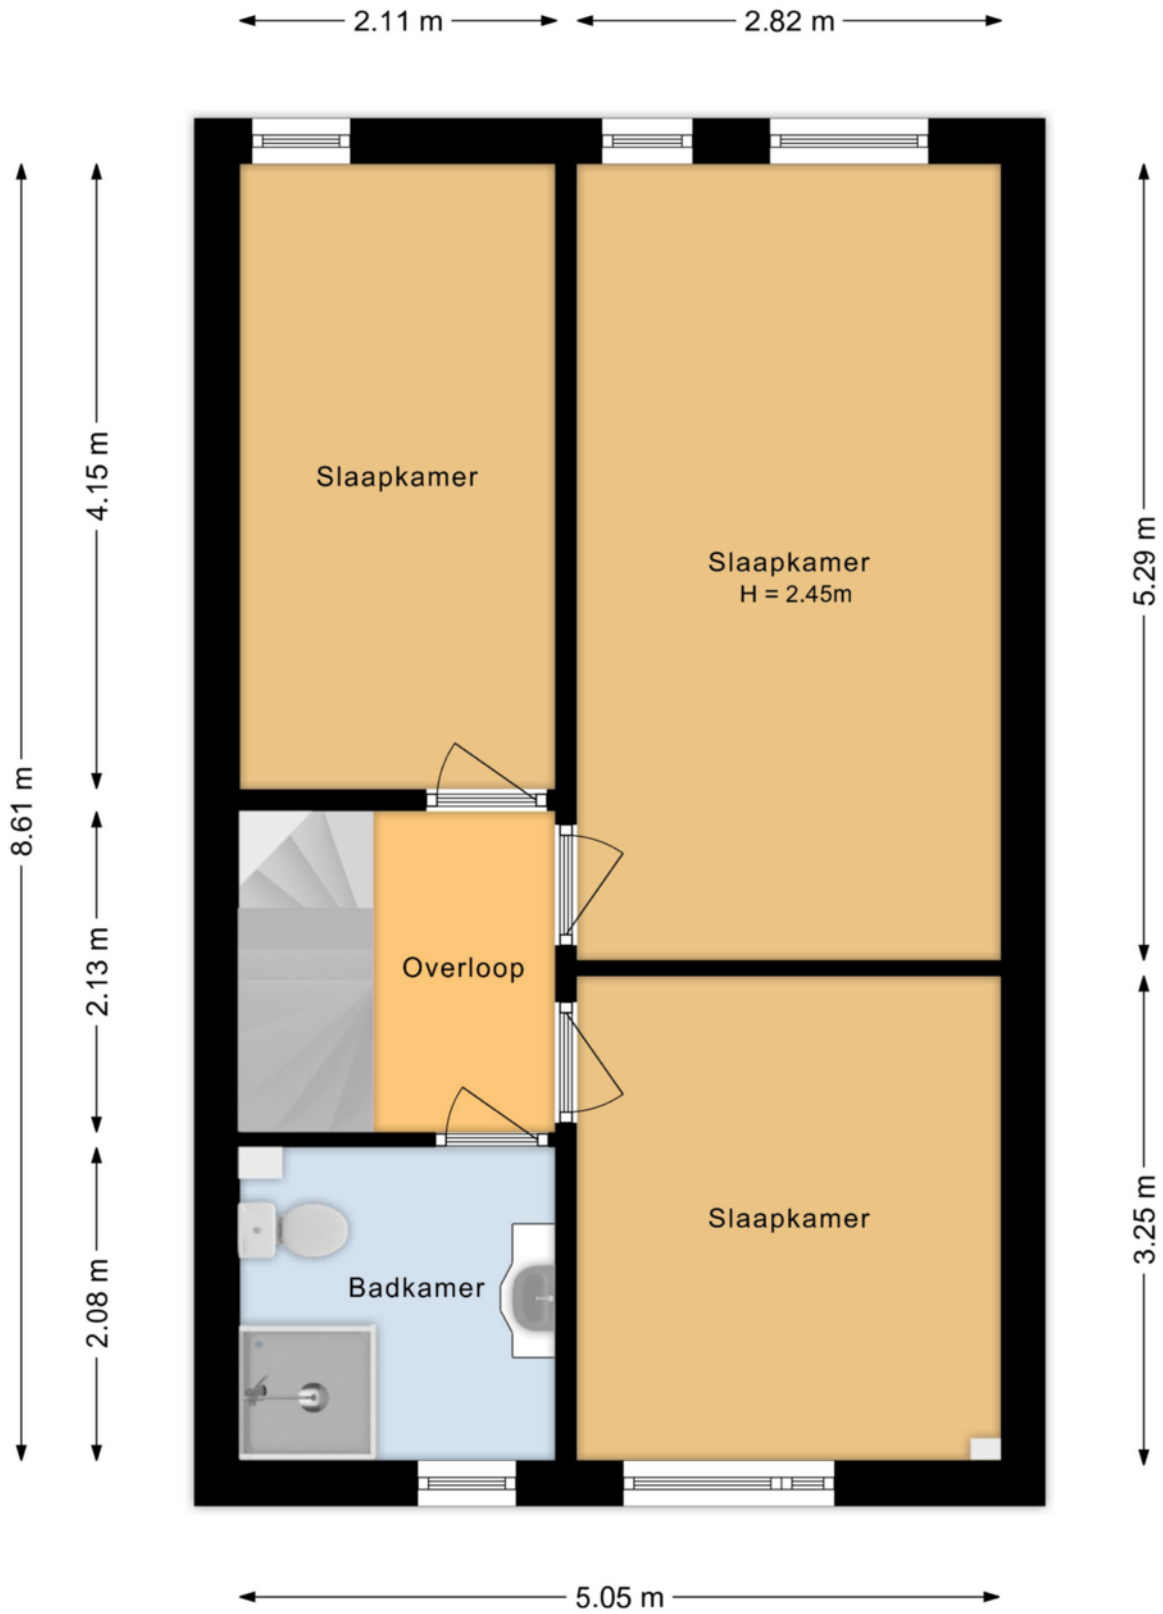 2.11 m
2.82 m
4.15 m
Slaapkamer
5.29 m
Slaapkamer
H = 2.45m
8.61 m
2.13 m
Overloop
Slaapkamer
3.25 m
Badkamer
2.08 m
5.05 m